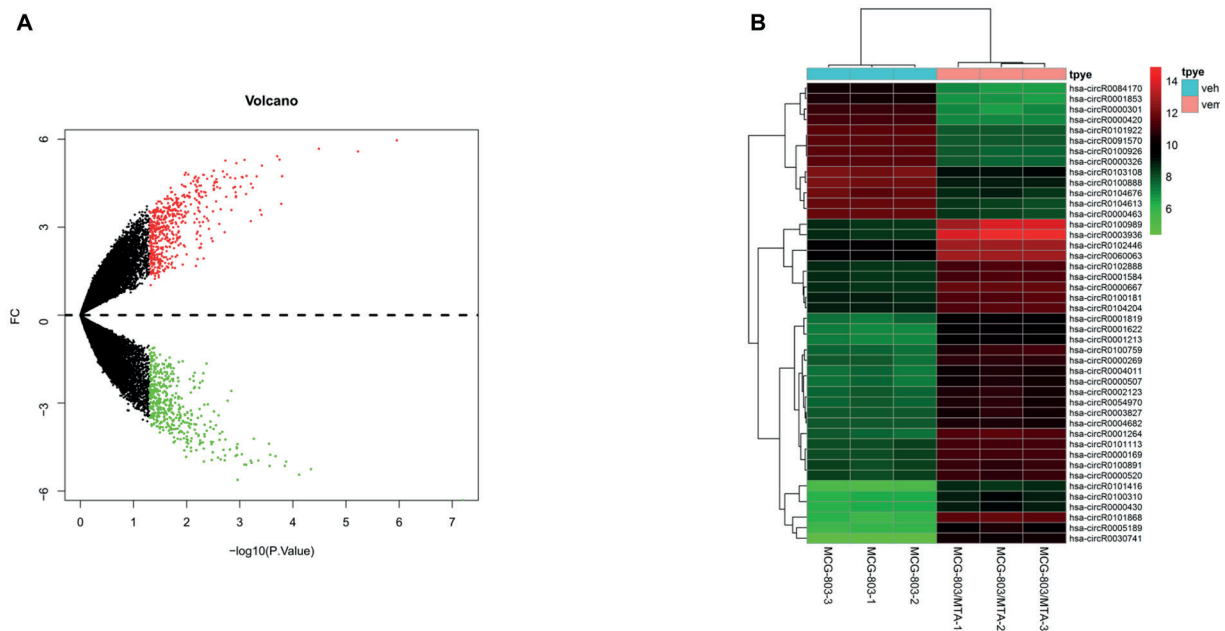 A
Volcano
FC
6
3
0
−3
−6
0 1 2 3 4 5 6 7
−log10(P.Value)
B
tpye
hsa-circR0084170
hsa-circR0001853
hsa-circR0000301
hsa-circR0000420
hsa-circR0101922
hsa-circR0091570
hsa-circR0100926
hsa-circR0000326
hsa-circR0103108
hsa-circR0100888
hsa-circR0104676
hsa-circR0104613
hsa-circR0000463
hsa-circR0100989
hsa-circR0003936
hsa-circR0102446
hsa-circR0060063
hsa-circR0102888
hsa-circR0001584
hsa-circR0000667
hsa-circR0100181
hsa-circR0104204
hsa-circR0001819
hsa-circR0001622
hsa-circR0001213
hsa-circR0100759
hsa-circR0000269
hsa-circR0004011
hsa-circR0000507
hsa-circR0002123
hsa-circR0054970
hsa-circR0003827
hsa-circR0004682
hsa-circR0001264
hsa-circR0101113
hsa-circR0000169
hsa-circR0100891
hsa-circR0000520
hsa-circR0101416
hsa-circR0100310
hsa-circR0000430
hsa-circR0101868
hsa-circR0005189
hsa-circR0030741
MCG-803-3
MCG-803-1
MCG-803-2
MCG-803/MTA-1
MCG-803/MTA-2
MCG-803/MTA-3
14
12
10
8
6
tpye
veh
vem